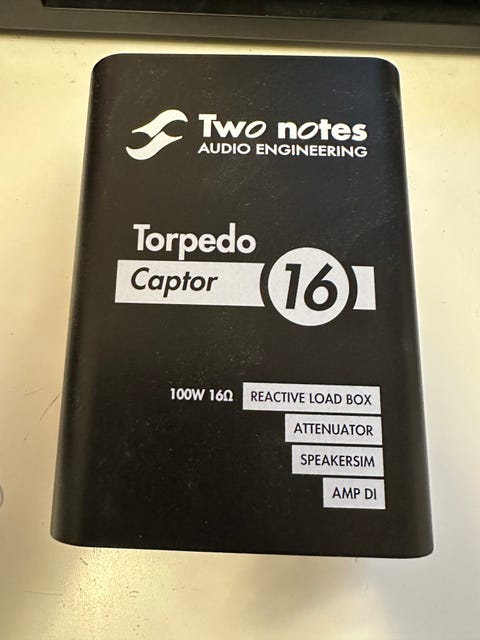 Two notes
AUDIO ENGINEERING
Torpedo
Captor 16
100W 16Ω REACTIVE LOAD BOX
ATTENUATOR
SPEAKERSIM
AMP DI